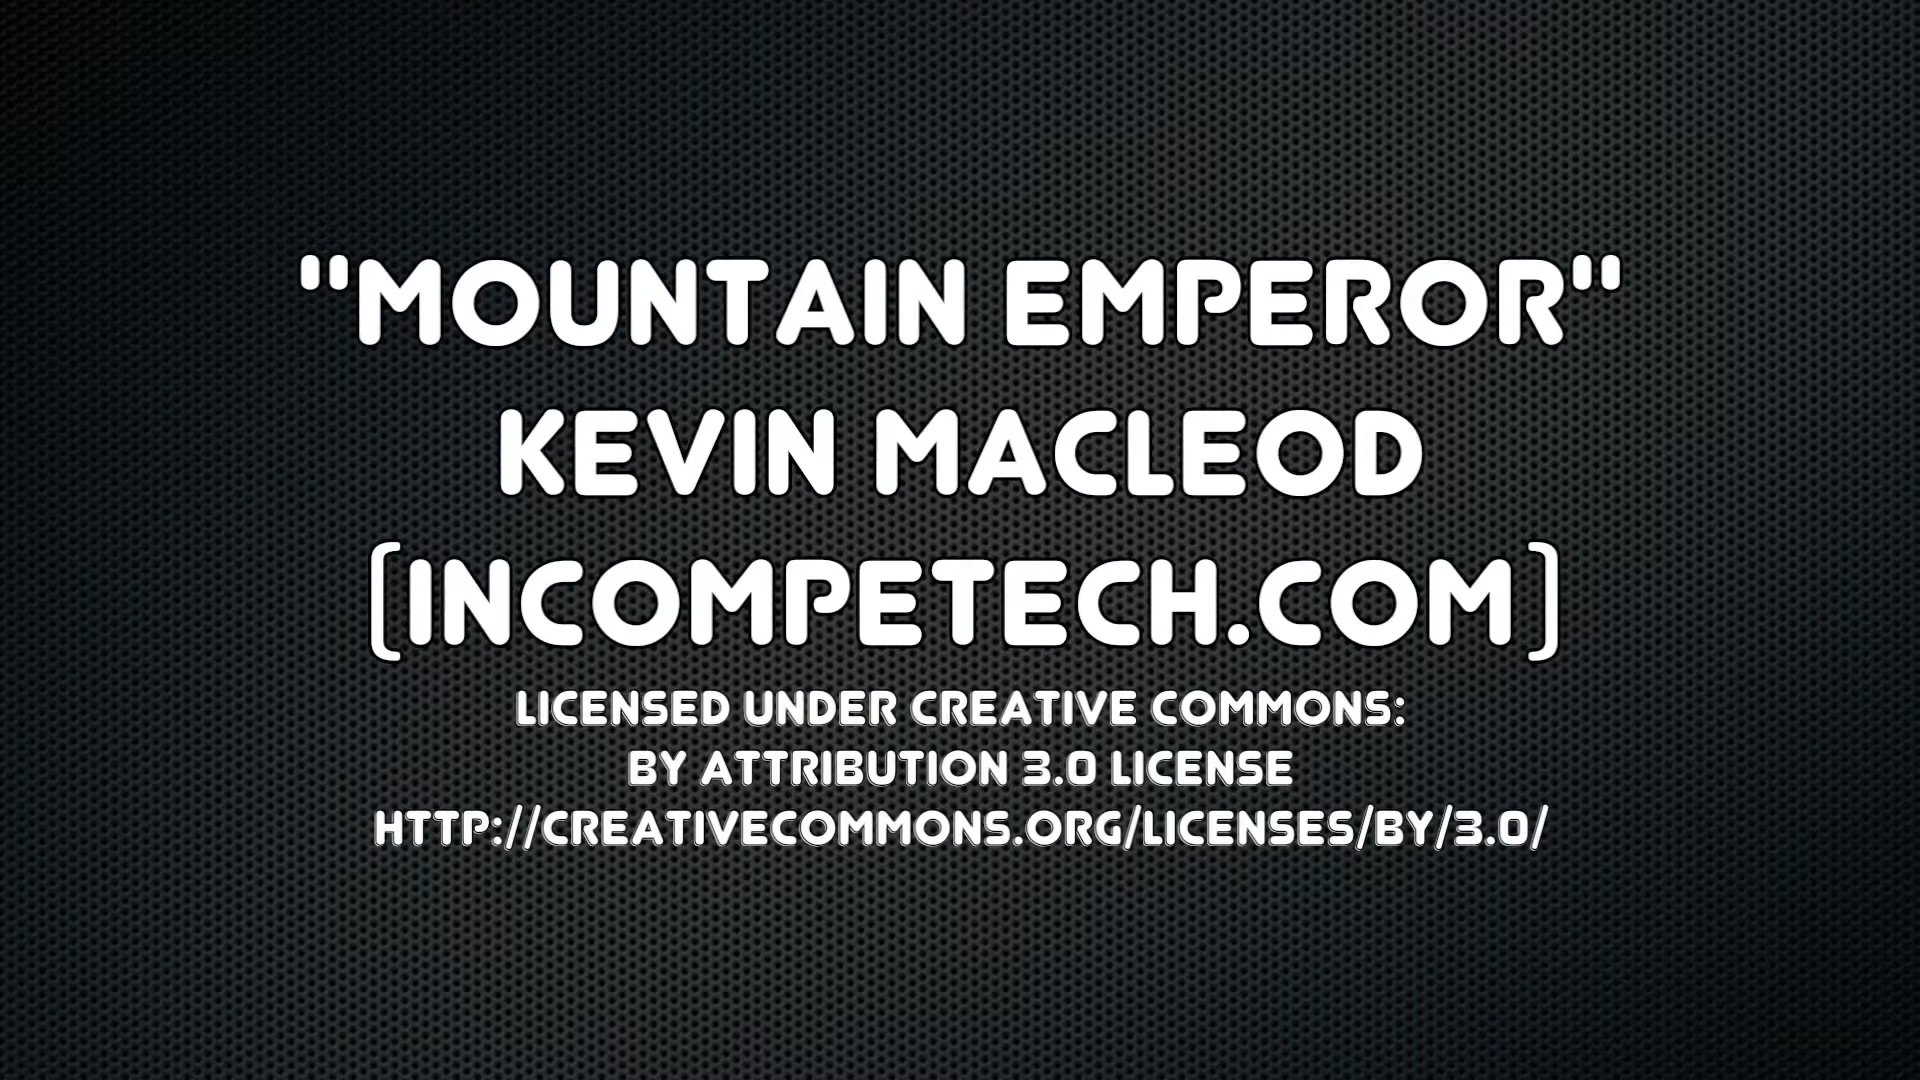 "MOUNTAIN EMPEROR"
KEVIN MACLEOD
(INCOMPETECH.COM)
LICENSED UNDER CREATIVE COMMONS:
BY ATTRIBUTION 3.0 LICENSE
HTTP://CREATIVECOMMONS.ORG/LICENSES/BY/3.0/